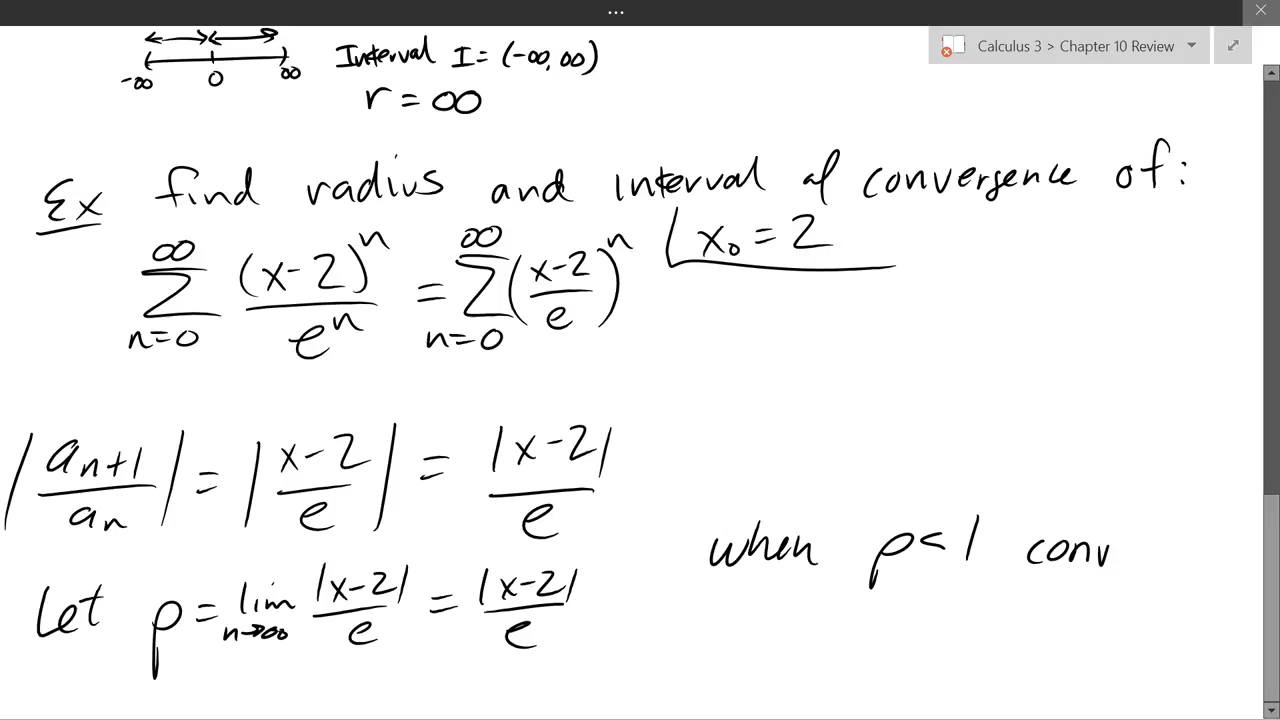 ...
Calculus 3 > Chapter 10 Review
-∞ 0 ∞ Interval I = (-∞, ∞)
r = ∞
Ex find radius and interval of convergence of:
∞ ∑ n=0 (x-2)^n / e^n = ∞ ∑ n=0 ((x-2)/e)^n x₀ = 2
|a_{n+1} / a_n| = |(x-2)/e| = |x-2|/e
when ρ < 1 conv
Let ρ = lim n→∞ |x-2|/e = |x-2|/e